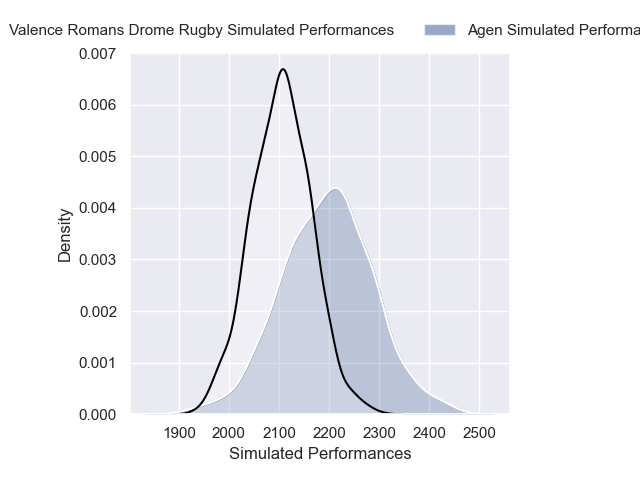 Valence Romans Drome Rugby Simulated Performances
Agen Simulated Performa
0.007
0.006
0.005
0.004
0.003
0.002
0.001
0.000
Density
1900 2000 2100 2200 2300 2400 2500
Simulated Performances